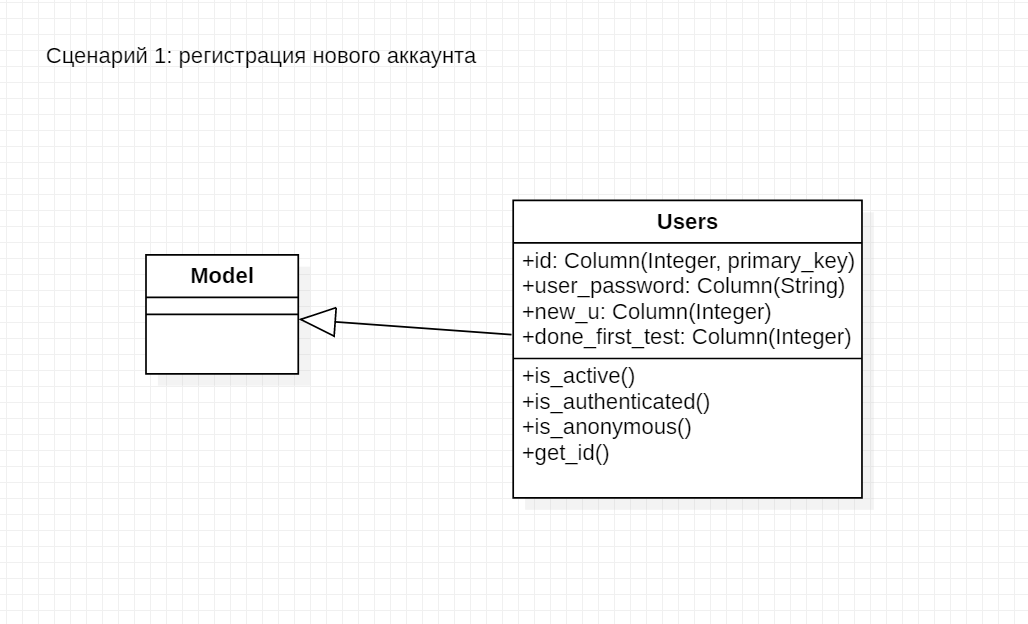 Сценарий 1: регистрация нового аккаунта
Model
Users
+id: Column(Integer, primary_key)
+user_password: Column(String)
+new_u: Column(Integer)
+done_first_test: Column(Integer)
+is_active()
+is_authenticated()
+is_anonymous()
+get_id()